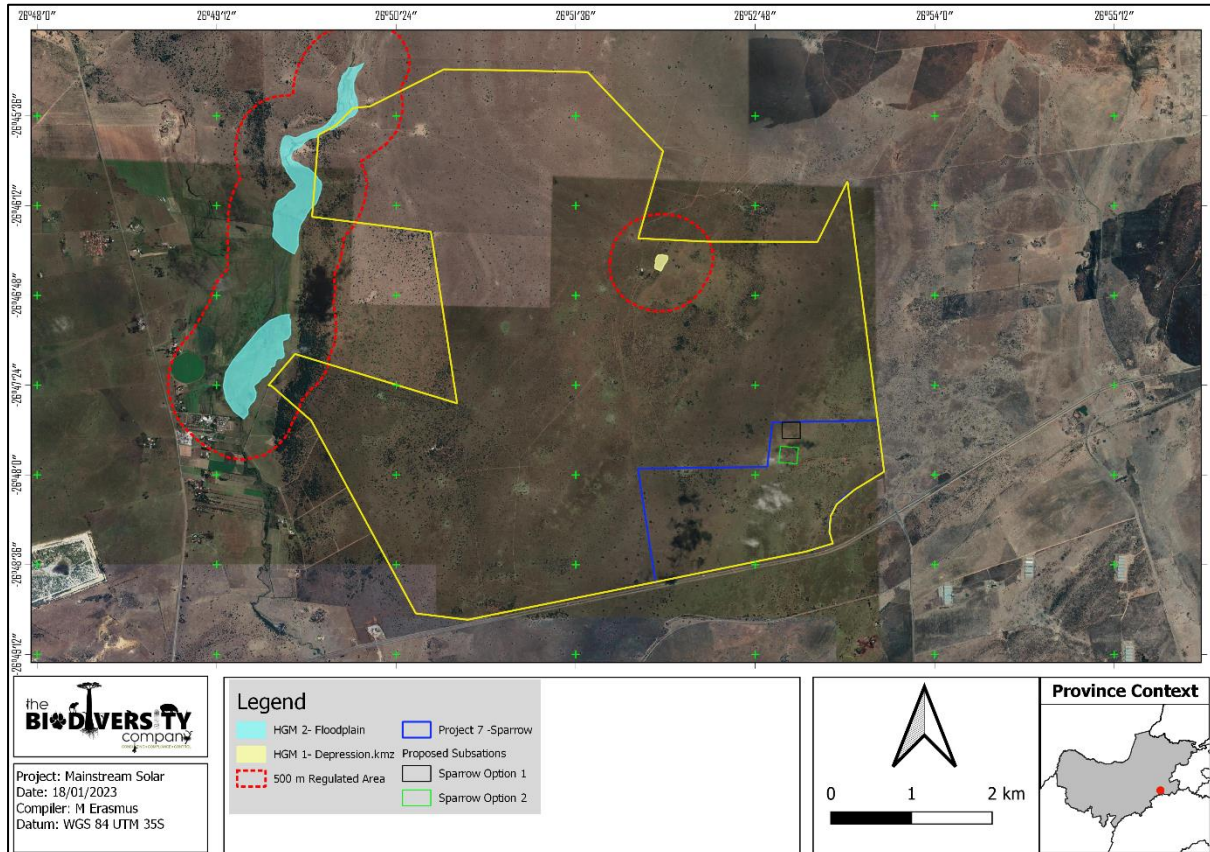 26°48'0'' 26°49'12'' 26°50'24'' 26°51'36'' 26°52'48'' 26°54'0'' 26°55'12''
-26°45'36''
-26°46'12''
-26°46'48''
-26°47'24''
-26°48'0''
-26°48'36''
-26°49'12''
the
BIODIVERSITY
company
Project: Mainstream Solar
Date: 18/01/2023
Compiler: M Erasmus
Datum: WGS 84 UTM 35S
Legend
HGM 2- Floodplain
HGM 1- Depression.kmz
500 m Regulated Area
Project 7 -Sparrow
Proposed Subsations
Sparrow Option 1
Sparrow Option 2
0 1 2 km
Province Context